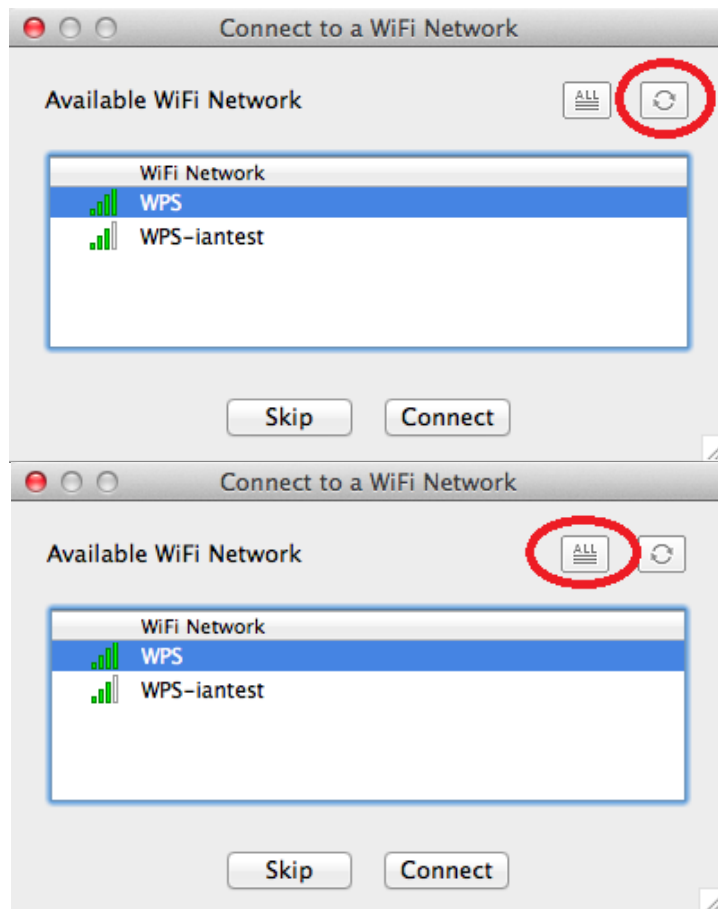 Connect to a WiFi Network
Available WiFi Network
ALL
WiFi Network
WPS
WPS-iantest
Skip
Connect
Connect to a WiFi Network
Available WiFi Network
ALL
WiFi Network
WPS
WPS-iantest
Skip
Connect